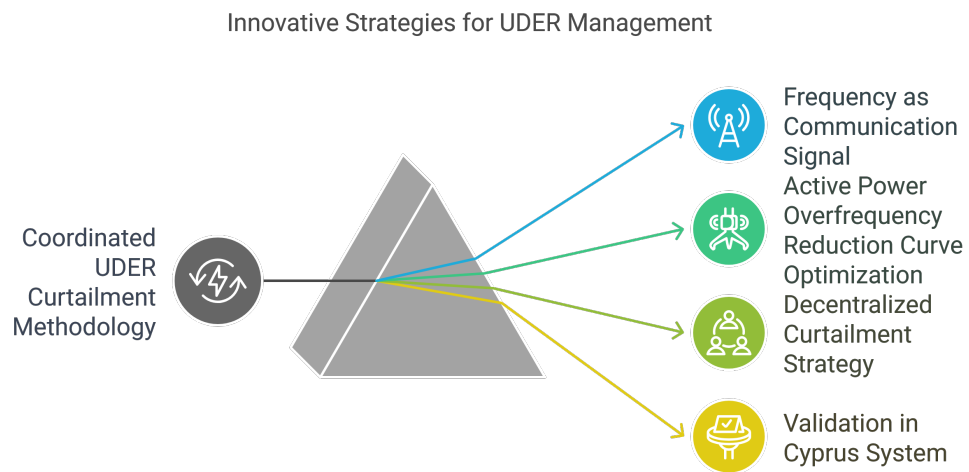 Innovative Strategies for UDER Management
Coordinated
UDER
Curtailment
Methodology
Frequency as
Communication
Signal
Active Power
Overfrequency
Reduction Curve
Optimization
Decentralized
Curtailment
Strategy
Validation in
Cyprus System